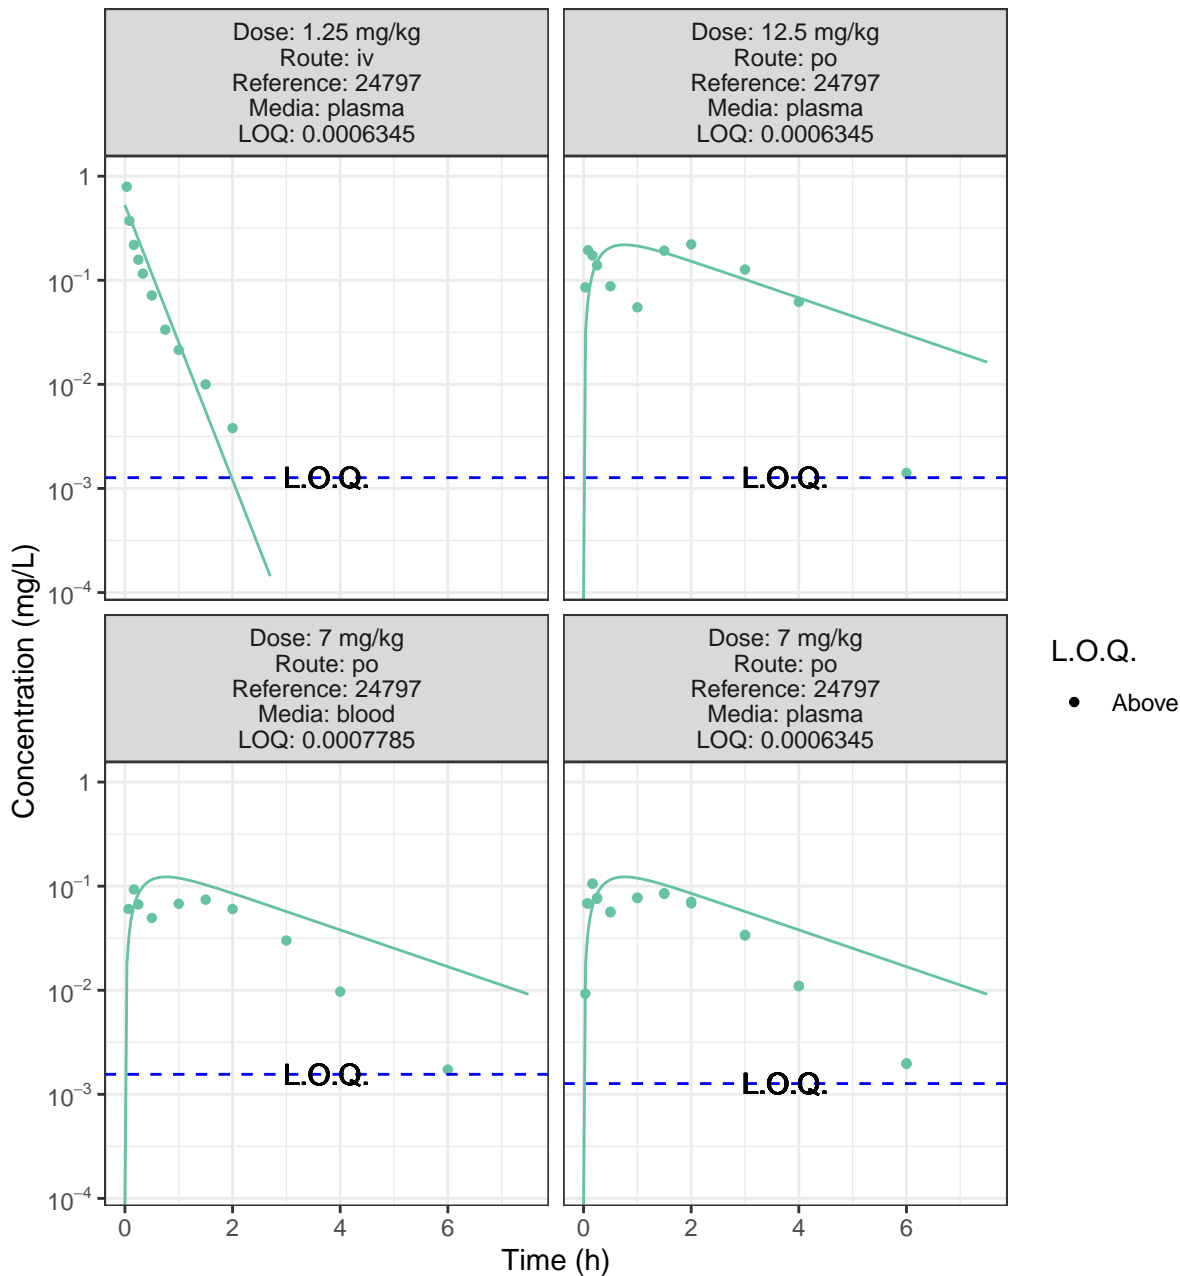 Dose: 1.25 mg/kg
Route: iv
Reference: 24797
Media: plasma
LOQ: 0.0006345
Dose: 12.5 mg/kg
Route: po
Reference: 24797
Media: plasma
LOQ: 0.0006345
1
10⁻¹
10⁻²
10⁻³
10⁻⁴
L.O.Q.
L.O.Q.
Dose: 7 mg/kg
Route: po
Reference: 24797
Media: blood
LOQ: 0.0007785
Dose: 7 mg/kg
Route: po
Reference: 24797
Media: plasma
LOQ: 0.0006345
1
10⁻¹
10⁻²
10⁻³
10⁻⁴
L.O.Q.
L.O.Q.
0 2 4 6
0 2 4 6
Time (h)
Concentration (mg/L)
L.O.Q.
Above